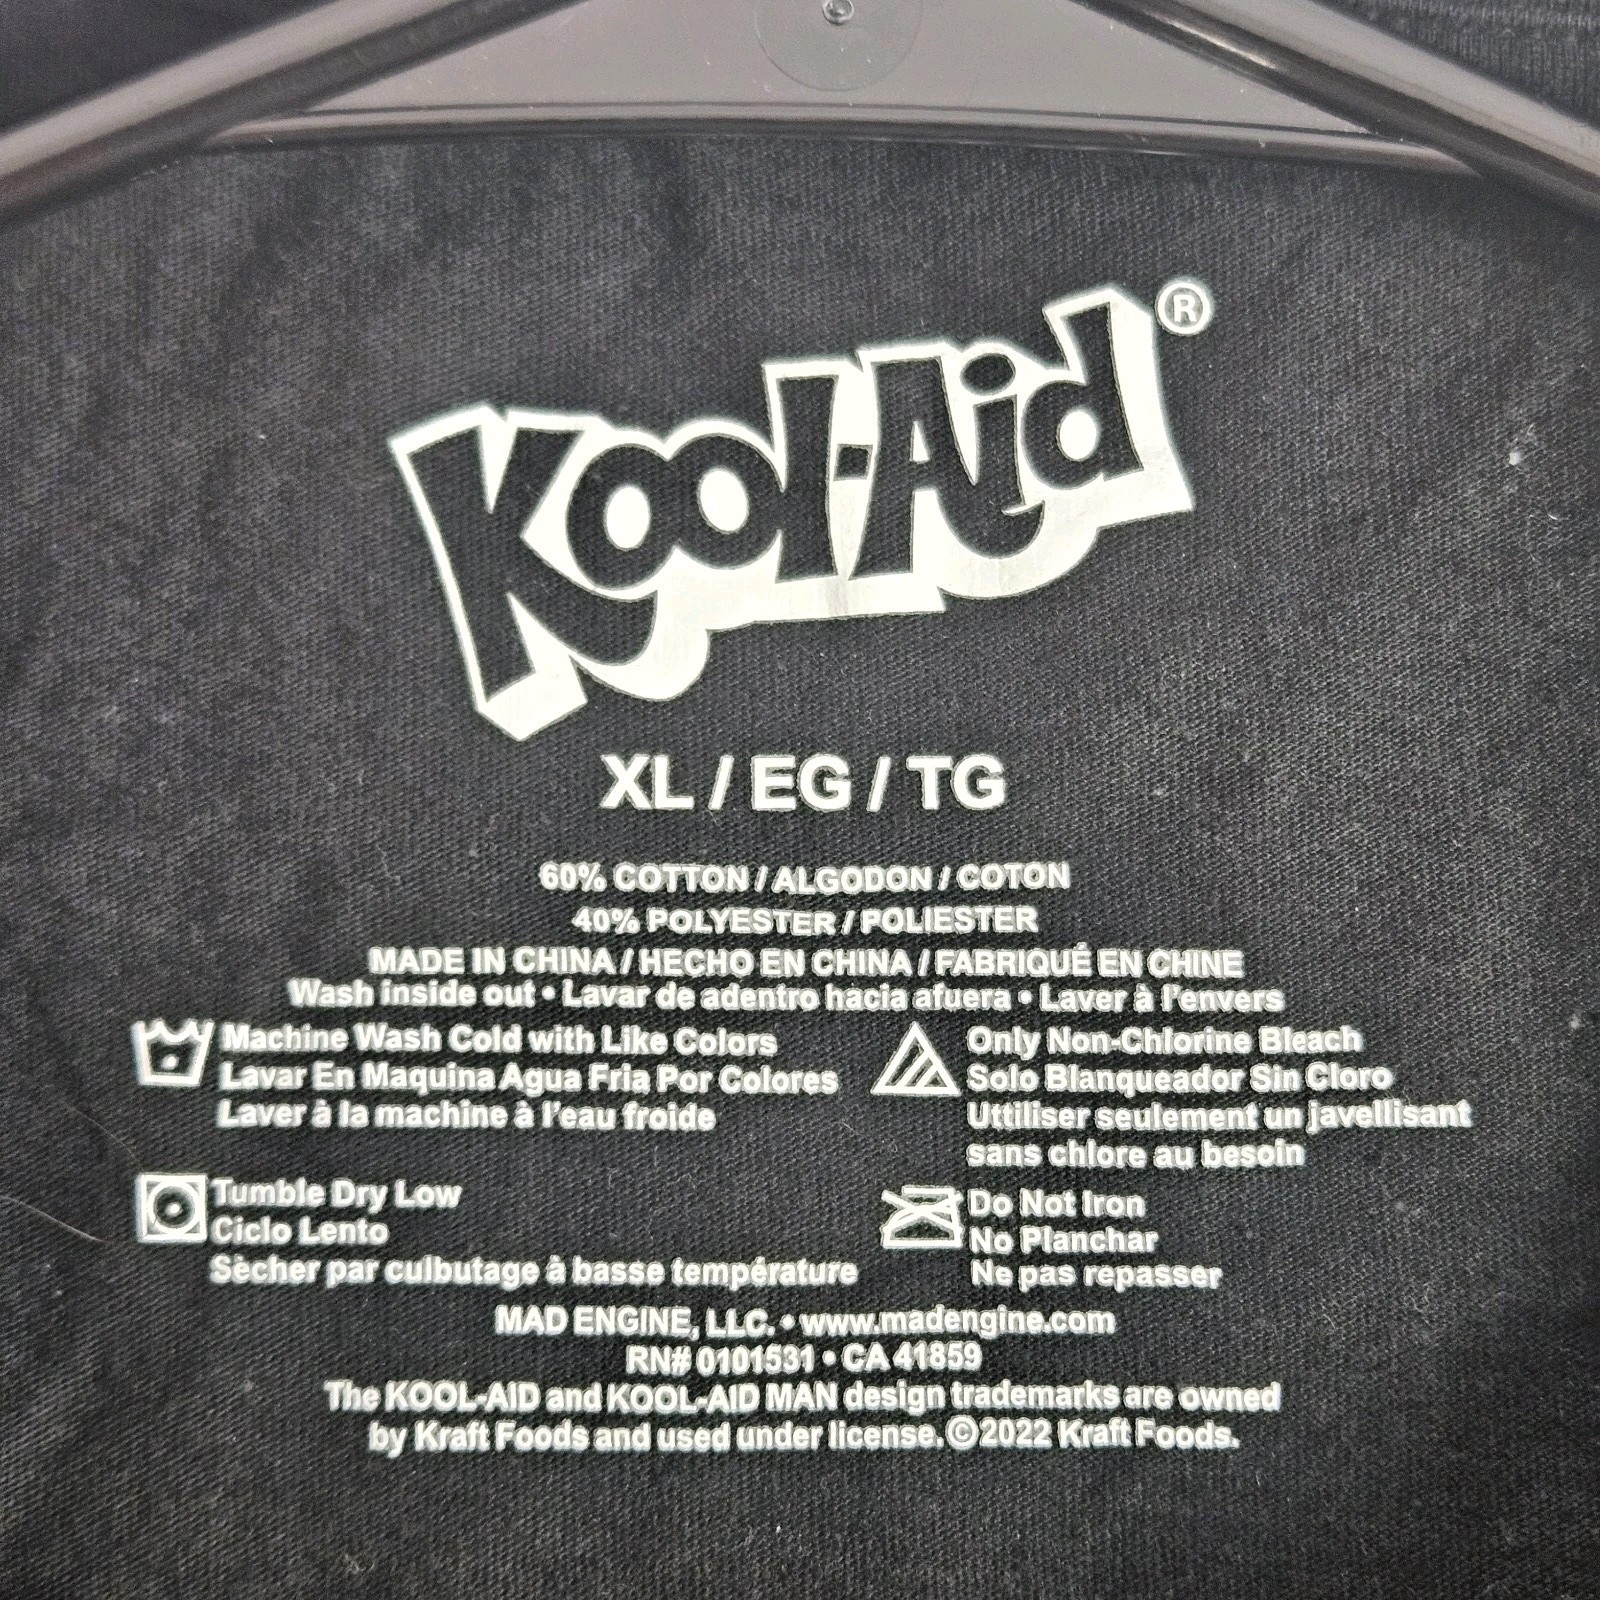 Kool-Aid®
XL / EG / TG
60% COTTON / ALGODON / COTON
40% POLYESTER / POLIESTER
MADE IN CHINA / HECHO EN CHINA / FABRIQUÉ EN CHINE
Wash inside out • Lavar de adentro hacia afuera • Laver à l'envers
Machine Wash Cold with Like Colors
Lavar En Maquina Agua Fria Por Colores
Laver à la machine à l'eau froide
Only Non-Chlorine Bleach
Solo Blanqueador Sin Cloro
Uttiliser seulement un javellisant
sans chlore au besoin
Tumble Dry Low
Ciclo Lento
Sècher par culbutage à basse température
Do Not Iron
No Planchar
Ne pas repasser
MAD ENGINE, LLC. • www.madengine.com
RN# 0101531 • CA 41859
The KOOL-AID and KOOL-AID MAN design trademarks are owned
by Kraft Foods and used under license. ©2022 Kraft Foods.